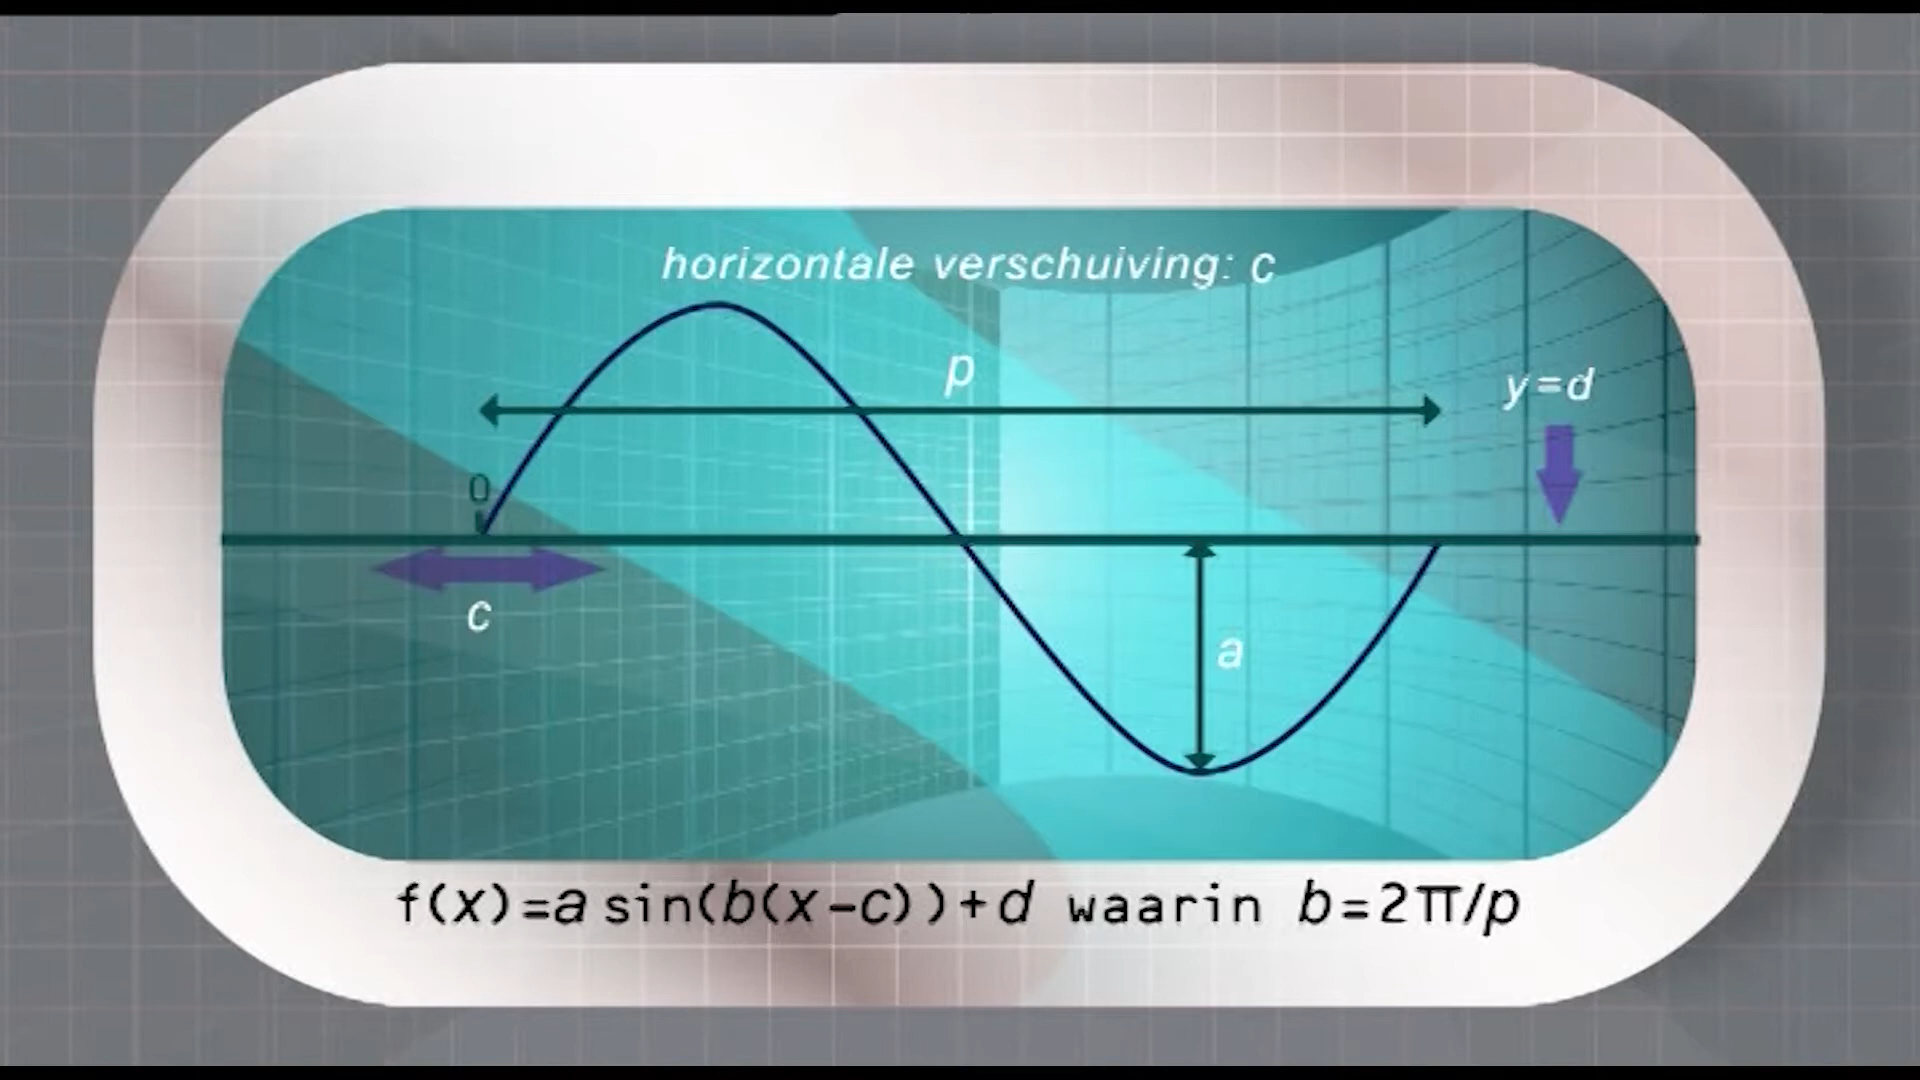 horizontale verschuiving: c
p
y=d
0
c
a
f(x)=a sin(b(x-c))+d waarin b=2π/p